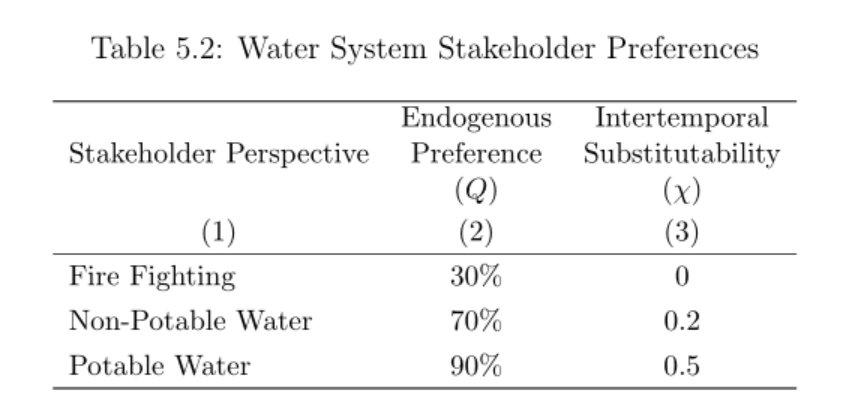 Table 5.2: Water System Stakeholder Preferences
Endogenous Intertemporal
Stakeholder Perspective Preference Substitutability
(Q) (χ)
(1) (2) (3)
Fire Fighting 30% 0
Non-Potable Water 70% 0.2
Potable Water 90% 0.5